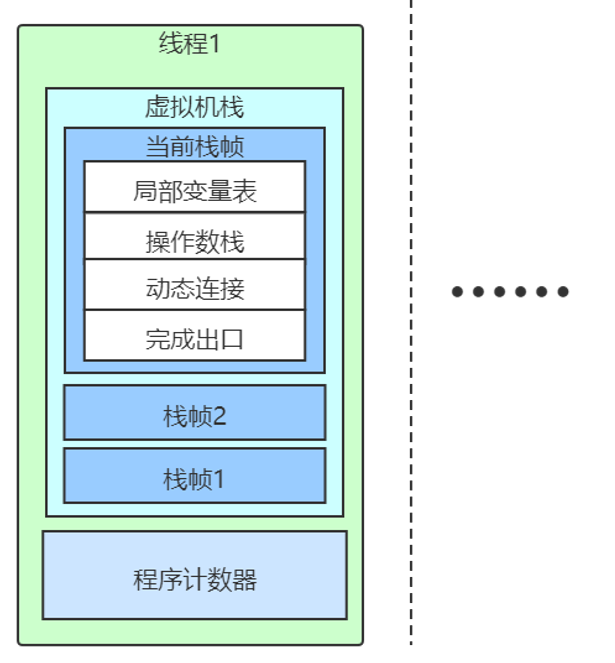 线程1
虚拟机栈
当前栈帧
局部变量表
操作数栈
动态连接
完成出口
栈帧2
栈帧1
程序计数器
••••••